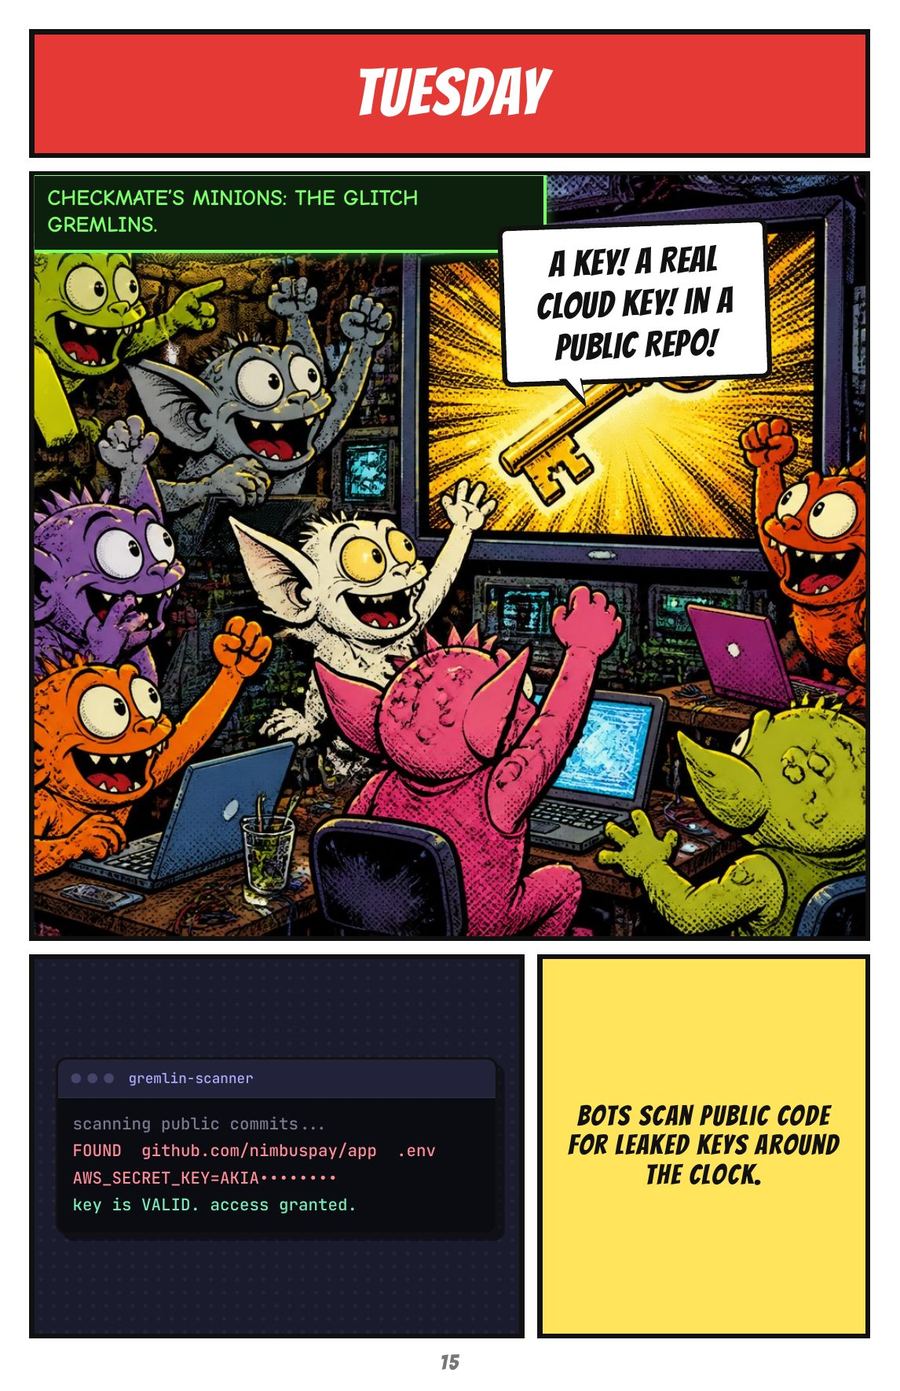 TUESDAY
CHECKMATE'S MINIONS: THE GLITCH
GREMLINS.
A KEY! A REAL
CLOUD KEY! IN A
PUBLIC REPO!
gremlin-scanner
scanning public commits...
FOUND  github.com/nimbuspay/app  .env
AWS_SECRET_KEY=AKIA••••••••
key is VALID. access granted.
BOTS SCAN PUBLIC CODE
FOR LEAKED KEYS AROUND
THE CLOCK.
15